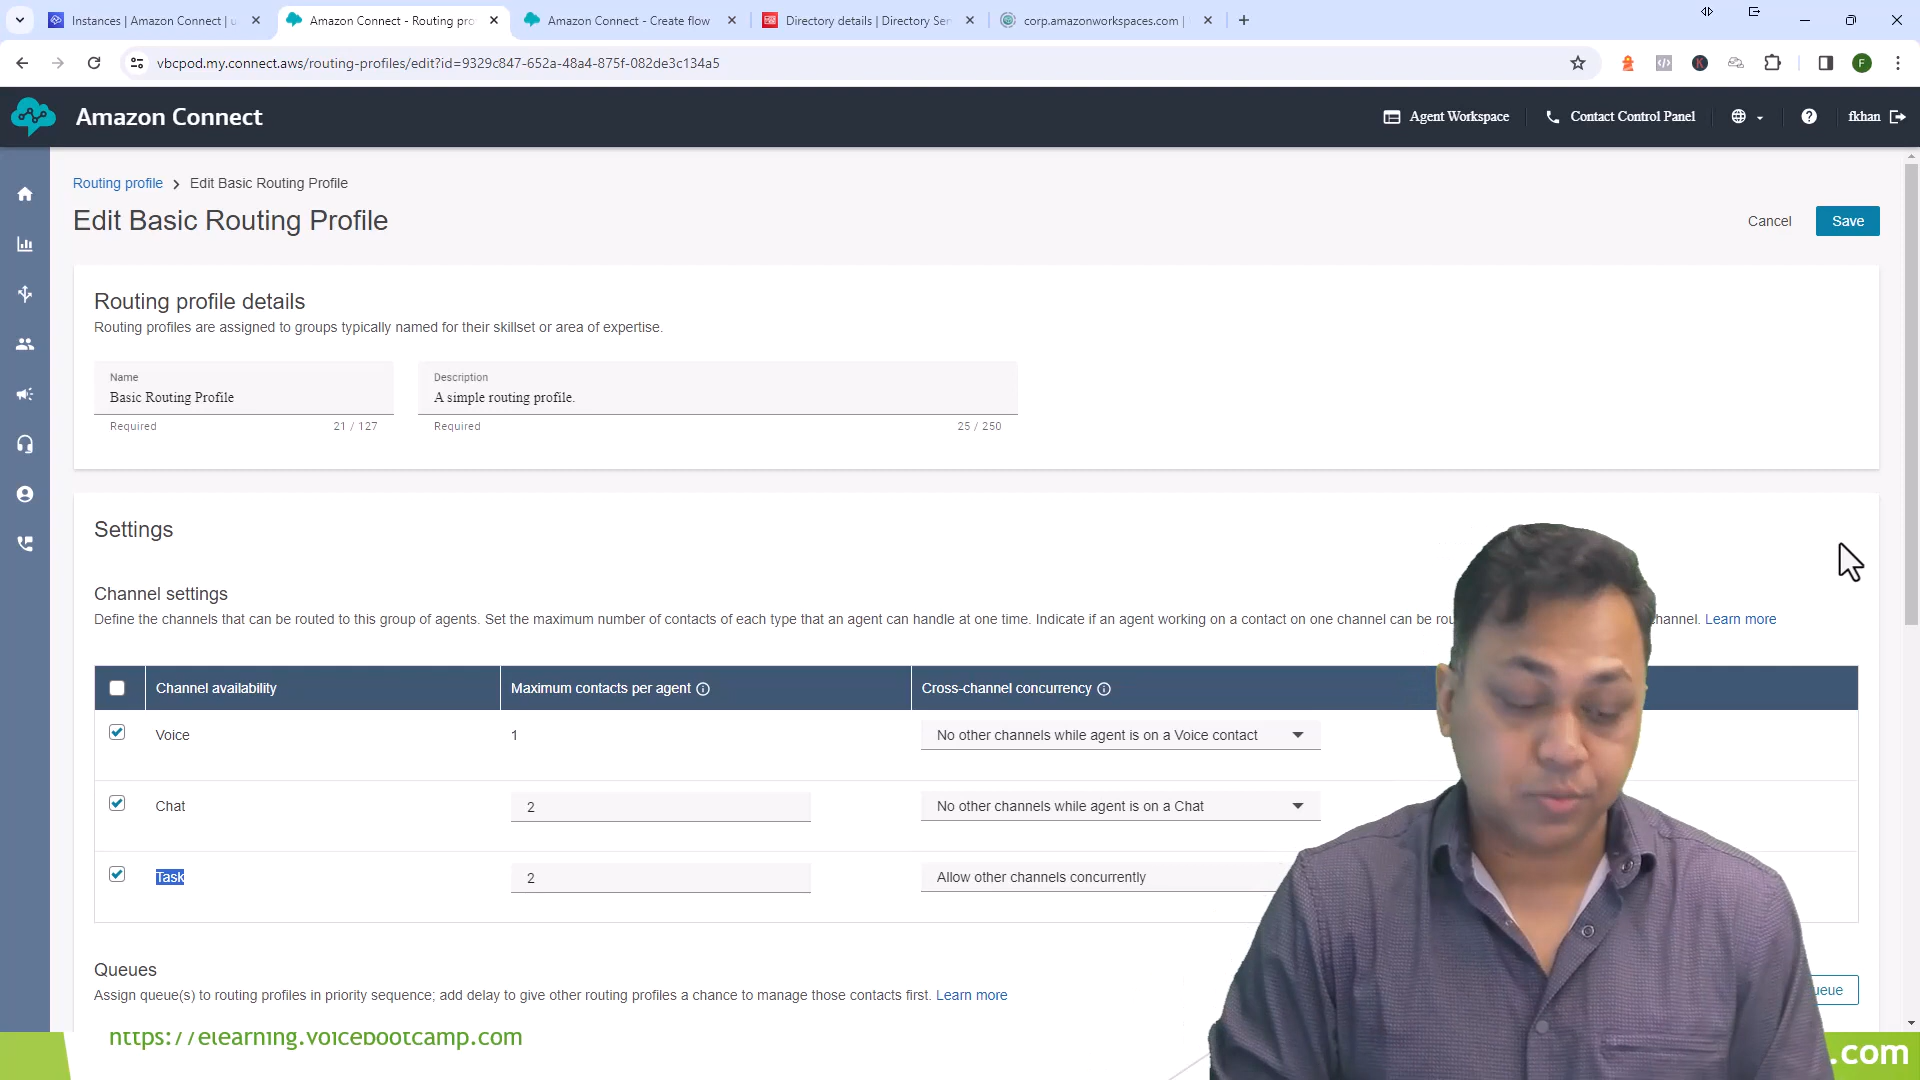 Instances | Amazon Connect | u
Amazon Connect - Routing pro
Amazon Connect - Create flow
Directory details | Directory Ser
corp.amazonworkspaces.com |
vbcpod.my.connect.aws/routing-profiles/edit?id=9329c847-652a-48a4-875f-082de3c134a5
K
F
Amazon Connect
Agent Workspace
Contact Control Panel
fkhan
Routing profile > Edit Basic Routing Profile
Edit Basic Routing Profile
Cancel
Save
Routing profile details
Routing profiles are assigned to groups typically named for their skillset or area of expertise.
Name
Description
Basic Routing Profile
A simple routing profile.
Required
21 / 127
Required
25 / 250
Settings
Channel settings
Define the channels that can be routed to this group of agents. Set the maximum number of contacts of each type that an agent can handle at one time. Indicate if an agent working on a contact on one channel can be rou hannel. Learn more
Channel availability
Maximum contacts per agent
Cross-channel concurrency
Voice
1
No other channels while agent is on a Voice contact
Chat
2
No other channels while agent is on a Chat
Task
2
Allow other channels concurrently
Queues
Assign queue(s) to routing profiles in priority sequence; add delay to give other routing profiles a chance to manage those contacts first. Learn more
ueue
https://elearning.voicebootcamp.com
.com